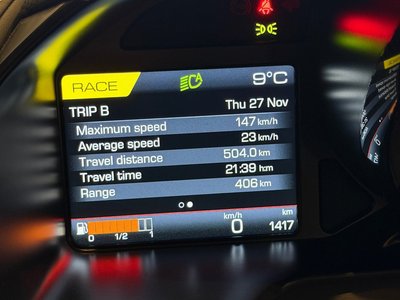 RACE 9°C
TRIP B Thu 27 Nov
Maximum speed 147 km/h
Average speed 23 km/h
Travel distance 504.0 km
Travel time 21:39 h:m
Range 406 km
km/h km
0 1/2 1 0 1417